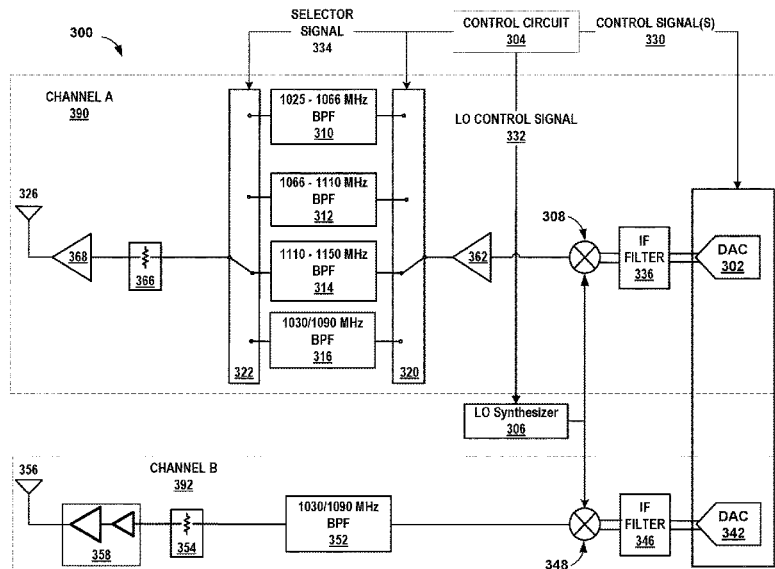 300
SELECTOR
SIGNAL
334
CONTROL CIRCUIT
304
CONTROL SIGNAL(S)
330
CHANNEL A
390
LO CONTROL SIGNAL
332
1025 - 1066 MHz
BPF
310
1066 - 1110 MHz
BPF
312
1110 - 1150 MHz
BPF
314
1030/1090 MHz
BPF
316
326
368
366
322
320
362
308
IF
FILTER
336
DAC
302
LO Synthesizer
306
CHANNEL B
392
356
358
354
1030/1090 MHz
BPF
352
348
IF
FILTER
346
DAC
342